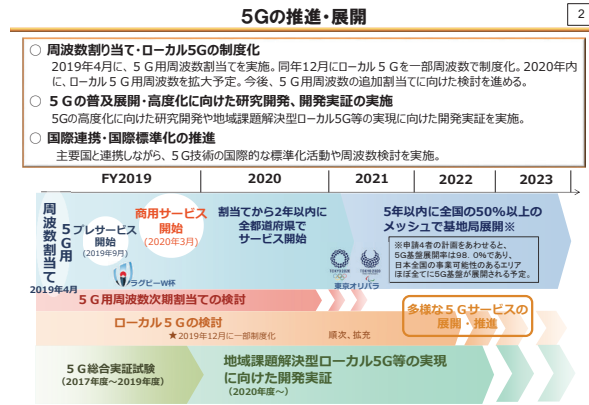 5Gの推進・展開
2
○ 周波数割り当て・ローカル5Gの制度化
2019年4月に、５Ｇ用周波数割当てを実施。同年12月にローカル５Ｇを一部周波数で制度化。2020年内
に、ローカル５Ｇ用周波数を拡大予定。今後、５Ｇ用周波数の追加割当てに向けた検討を進める。
○ ５Ｇの普及展開・高度化に向けた研究開発、開発実証の実施
5Gの高度化に向けた研究開発や地域課題解決型ローカル5G等の実現に向けた開発実証を実施。
○ 国際連携・国際標準化の推進
主要国と連携しながら、５Ｇ技術の国際的な標準化活動や周波数検討を実施。
FY2019 2020 2021 2022 2023
５Ｇ用
周波数割当て
2019年4月
プレサービス
開始
(2019年9月)
ラグビーW杯
商用サービス
開始
(2020年3月)
割当てから2年以内に
全都道府県で
サービス開始
東京オリパラ
5年以内に全国の50%以上の
メッシュで基地局展開※
※申請4者の計画をあわせると、
5G基盤展開率は98.0%であり、
日本全国の事業可能性のあるエリア
ほぼ全てに5G基盤が展開される予定。
５Ｇ用周波数次期割当ての検討
ローカル５Ｇの検討
★2019年12月に一部制度化
順次、拡充
多様な５Ｇサービスの
展開・推進
５Ｇ総合実証試験
(2017年度～2019年度)
地域課題解決型ローカル5G等の実現
に向けた開発実証
(2020年度～)